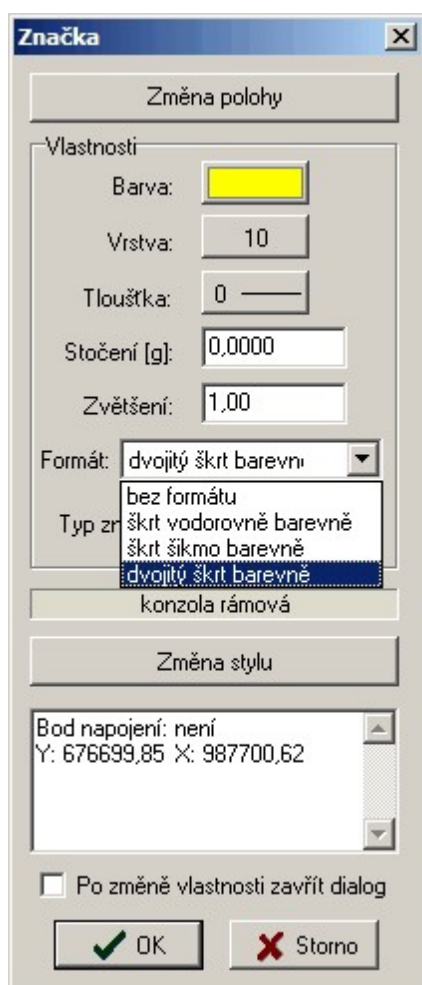 Značka
Změna polohy
Vlastnosti
Barva:
Vrstva: 10
Tloušťka: 0
Stočení [g]: 0,0000
Zvětšení: 1,00
Formát: dvojitý škrt barevn
bez formátu
Typ zn
škrt vodorovně barevně
škrt šikmo barevně
dvojitý škrt barevně
konzola rámová
Změna stylu
Bod napojení: není
Y: 676699,85 X: 987700,62
Po změně vlastnosti zavřít dialog
OK
Storno